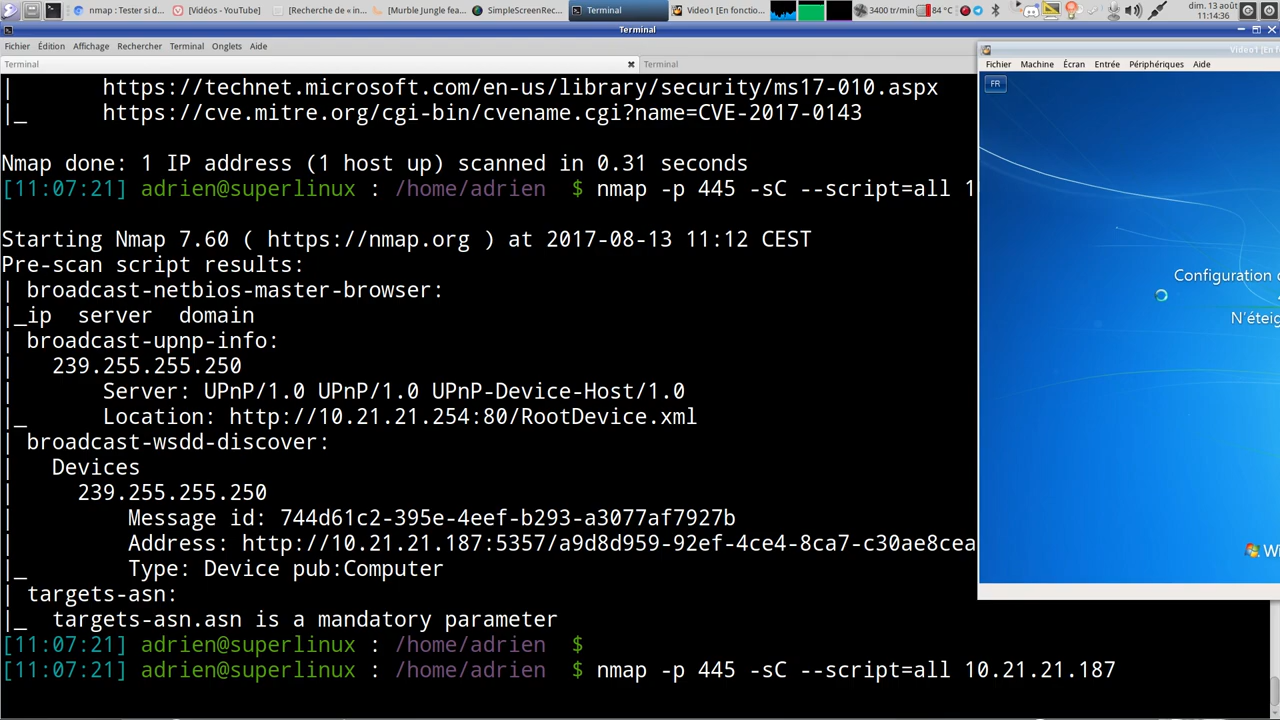 nmap : Tester si d... [Vidéos - YouTube] [Recherche de « in... [Murble Jungle fea... SimpleScreenRec... Terminal Video1 [En fonctio... 3400 tr/min 84 °C dim. 13 août
11:14:36
Terminal
Fichier Édition Affichage Rechercher Terminal Onglets Aide
Terminal Terminal
| https://technet.microsoft.com/en-us/library/security/ms17-010.aspx
|_ https://cve.mitre.org/cgi-bin/cvename.cgi?name=CVE-2017-0143
Nmap done: 1 IP address (1 host up) scanned in 0.31 seconds
[11:07:21] adrien@superlinux : /home/adrien $ nmap -p 445 -sC --script=all 1
Starting Nmap 7.60 ( https://nmap.org ) at 2017-08-13 11:12 CEST
Pre-scan script results:
| broadcast-netbios-master-browser:
|_ip server domain
| broadcast-upnp-info:
| 239.255.255.250
| Server: UPnP/1.0 UPnP/1.0 UPnP-Device-Host/1.0
|_ Location: http://10.21.21.254:80/RootDevice.xml
| broadcast-wsdd-discover:
| Devices
| 239.255.255.250
| Message id: 744d61c2-395e-4eef-b293-a3077af7927b
| Address: http://10.21.21.187:5357/a9d8d959-92ef-4ce4-8ca7-c30ae8cea
|_ Type: Device pub:Computer
| targets-asn:
|_ targets-asn.asn is a mandatory parameter
[11:07:21] adrien@superlinux : /home/adrien $
[11:07:21] adrien@superlinux : /home/adrien $ nmap -p 445 -sC --script=all 10.21.21.187
Video1 [En f
Fichier Machine Écran Entrée Périphériques Aide
FR
Configuration
N'éteig
Wi